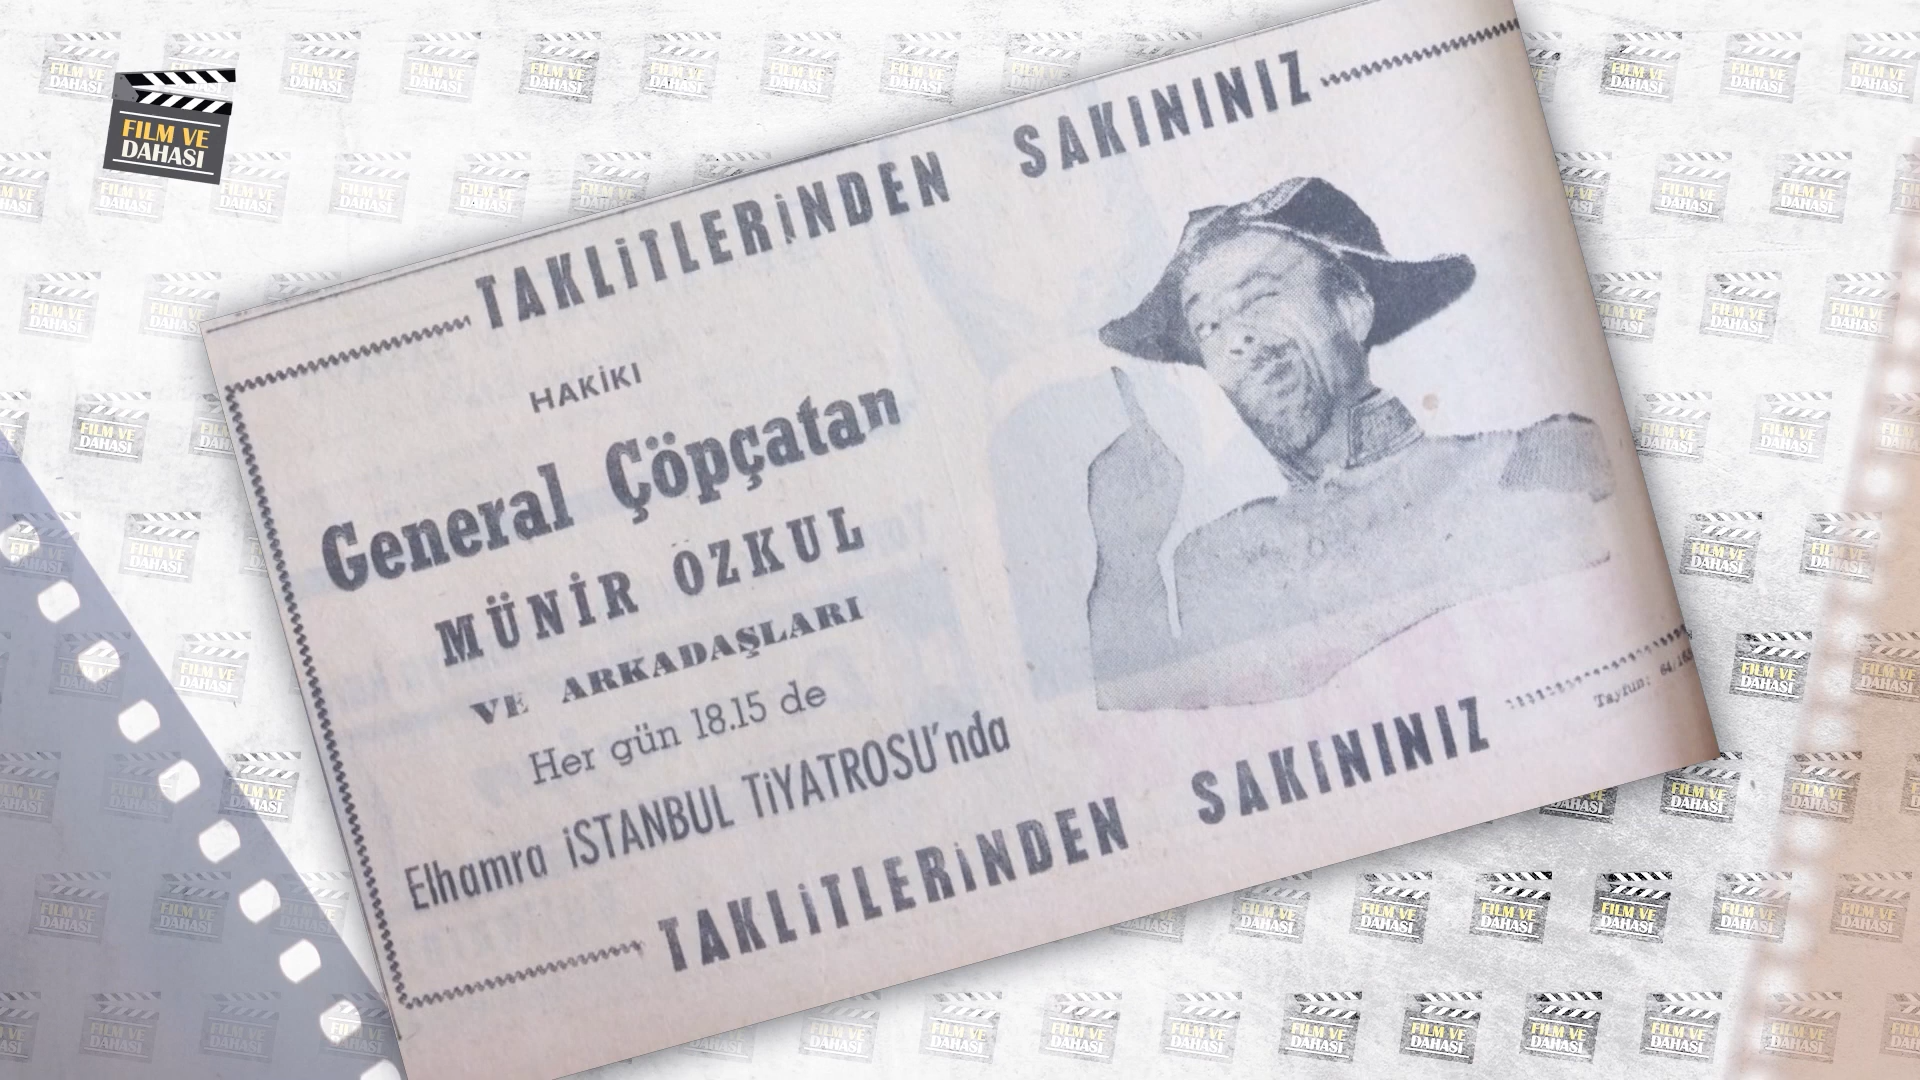 FILM VE
DAHASI
TAKLİTLERİNDEN SAKININIZ
HAKİKI
General Çöpçatan
MÜNİR ÖZKUL
VE ARKADAŞLARI
Her gün 18.15 de
Elhamra İSTANBUL TİYATROSU'nda
TAKLİTLERİNDEN SAKININIZ
Tayfun: